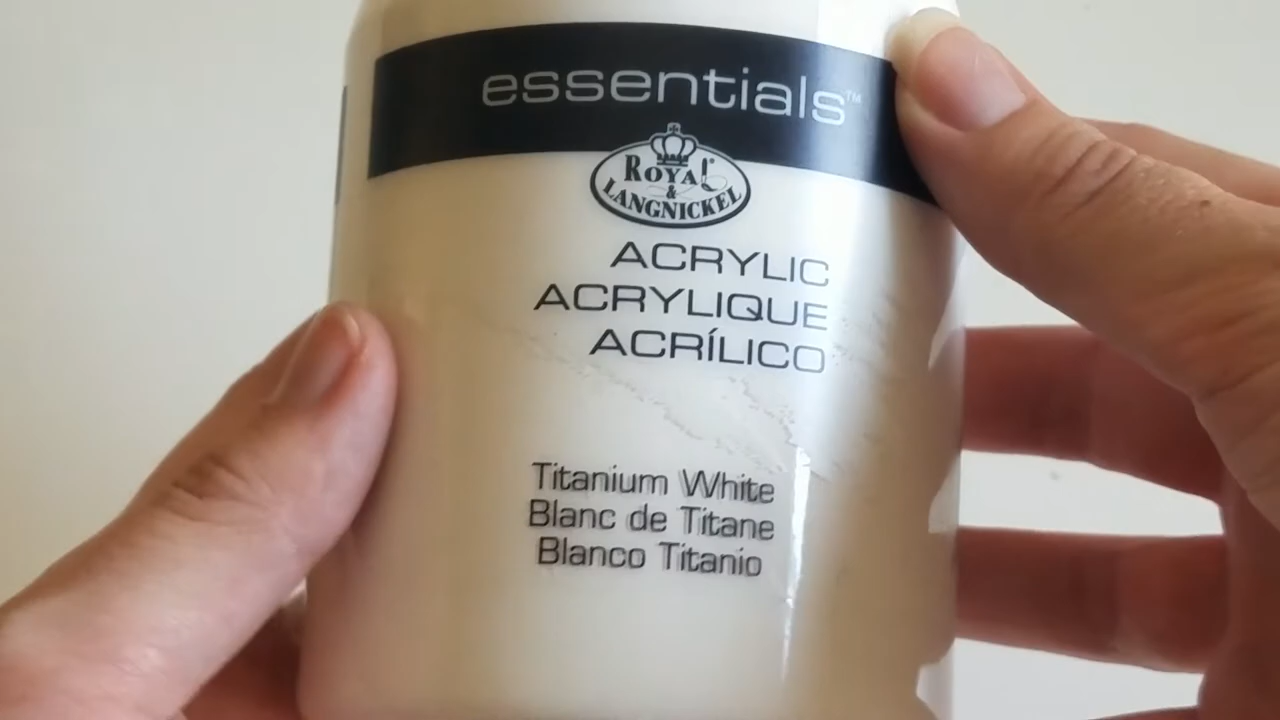 essentials™
ROYAL
&
LANGNICKEL
ACRYLIC
ACRYLIQUE
ACRÍLICO
Titanium White
Blanc de Titane
Blanco Titanio